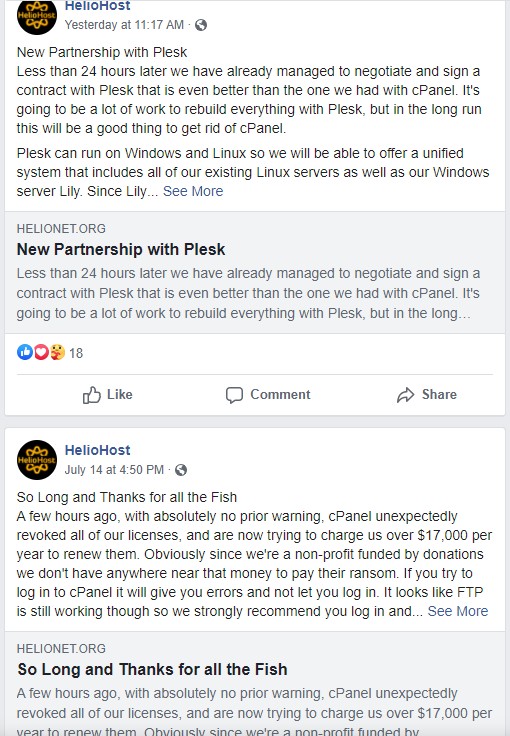 HelioHost
HelioHost
Yesterday at 11:17 AM ·
New Partnership with Plesk
Less than 24 hours later we have already managed to negotiate and sign a
contract with Plesk that is even better than the one we had with cPanel. It's
going to be a lot of work to rebuild everything with Plesk, but in the long run
this will be a good thing to get rid of cPanel.
Plesk can run on Windows and Linux so we will be able to offer a unified
system that includes all of our existing Linux servers as well as our Windows
server Lily. Since Lily... See More
HELIONET.ORG
New Partnership with Plesk
Less than 24 hours later we have already managed to negotiate and sign a
contract with Plesk that is even better than the one we had with cPanel. It's
going to be a lot of work to rebuild everything with Plesk, but in the long...
18
Like Comment Share
HelioHost
HelioHost
July 14 at 4:50 PM ·
So Long and Thanks for all the Fish
A few hours ago, with absolutely no prior warning, cPanel unexpectedly
revoked all of our licenses, and are now trying to charge us over $17,000 per
year to renew them. Obviously since we're a non-profit funded by donations
we don't have anywhere near that money to pay their ransom. If you try to
log in to cPanel it will give you errors and not let you log in. It looks like FTP
is still working though so we strongly recommend you log in and... See More
HELIONET.ORG
So Long and Thanks for all the Fish
A few hours ago, with absolutely no prior warning, cPanel unexpectedly
revoked all of our licenses, and are now trying to charge us over $17,000 per
year to renew them. Obviously since we're a non-profit funded by